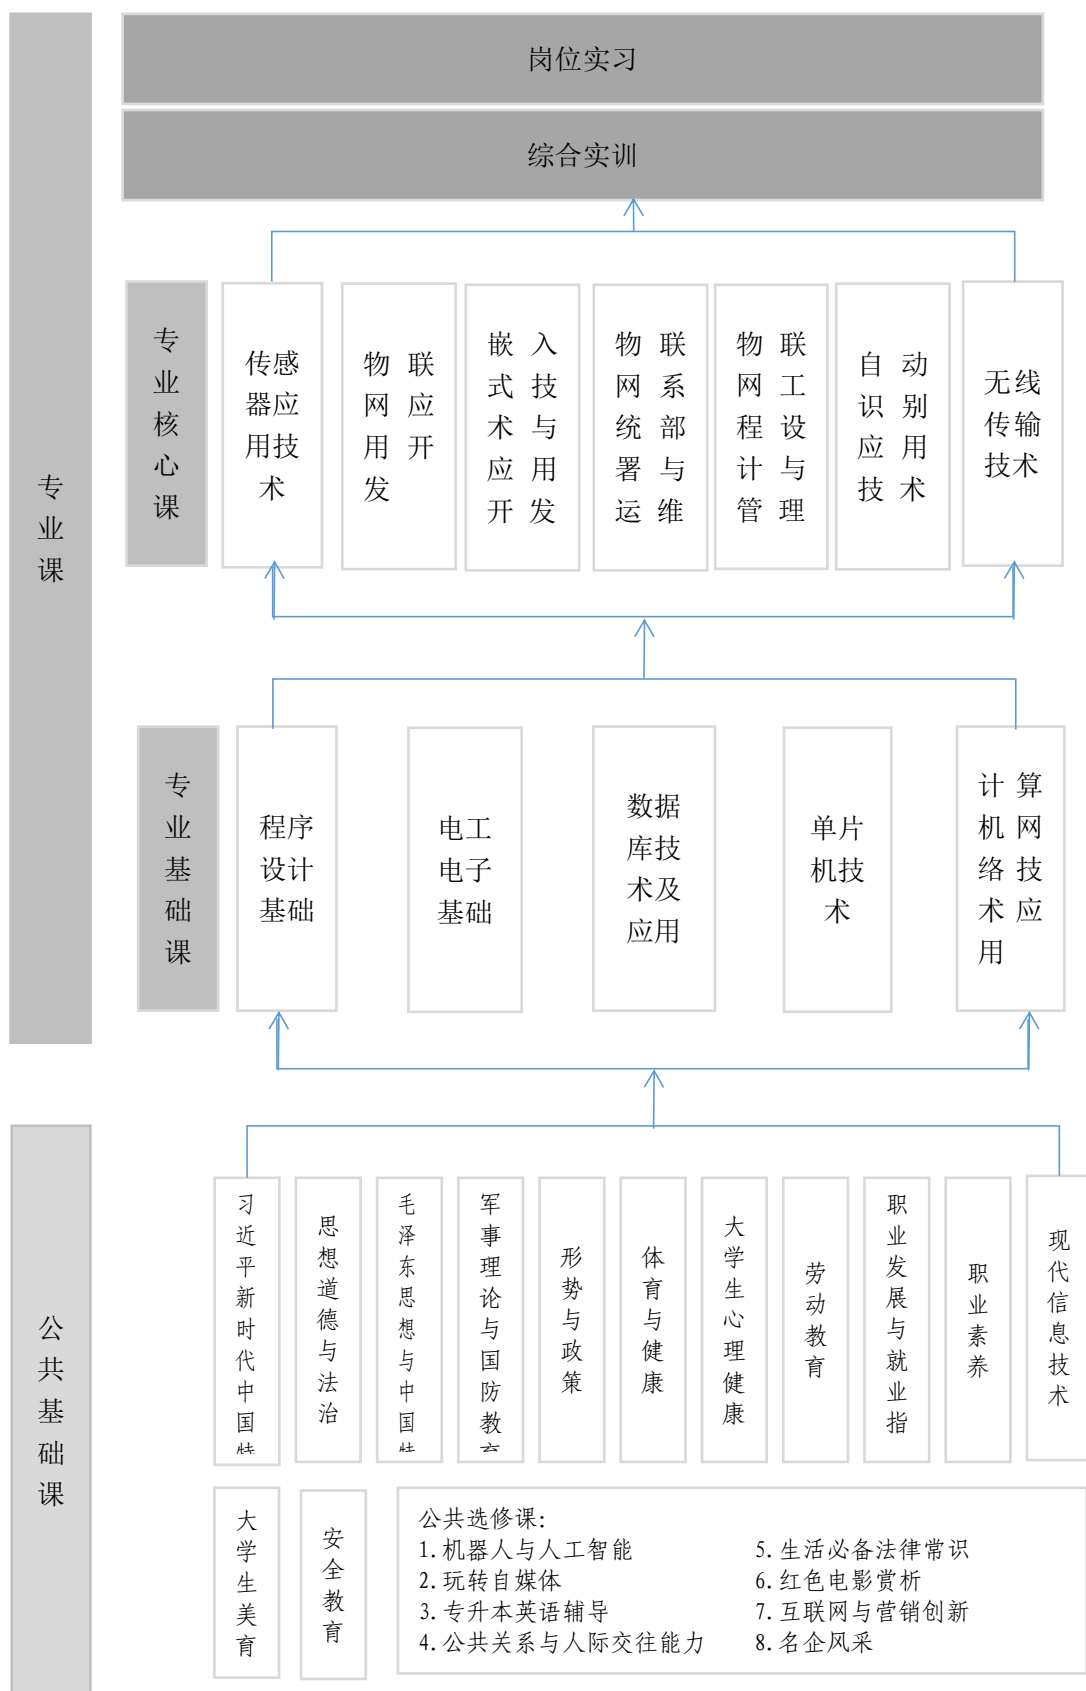 岗位实习
综合实训
专业课
专业核心课
传感
器应
用技
术
物联
网应
用开
发
嵌入
式技
术与
应用
开发
物联
网系
统部
署与
运维
物联
网工
程设
计与
管理
自动
识别
应用
技术
无线
传输
技术
专业基础课
程序
设计
基础
电工
电子
基础
数据
库技
术及
应用
单片
机技
术
计算
机网
络技
术应
用
公共基础课
习近平新时代中国特
思想道德与法治
毛泽东思想与中国特
军事理论与国防教育
形势与政策
体育与健康
大学生心理健康
劳动教育
职业发展与就业指
职业素养
现代信息技术
大学生美育
安全教育
公共选修课:
1.机器人与人工智能
2.玩转自媒体
3.专升本英语辅导
4.公共关系与人际交往能力
5.生活必备法律常识
6.红色电影赏析
7.互联网与营销创新
8.名企风采